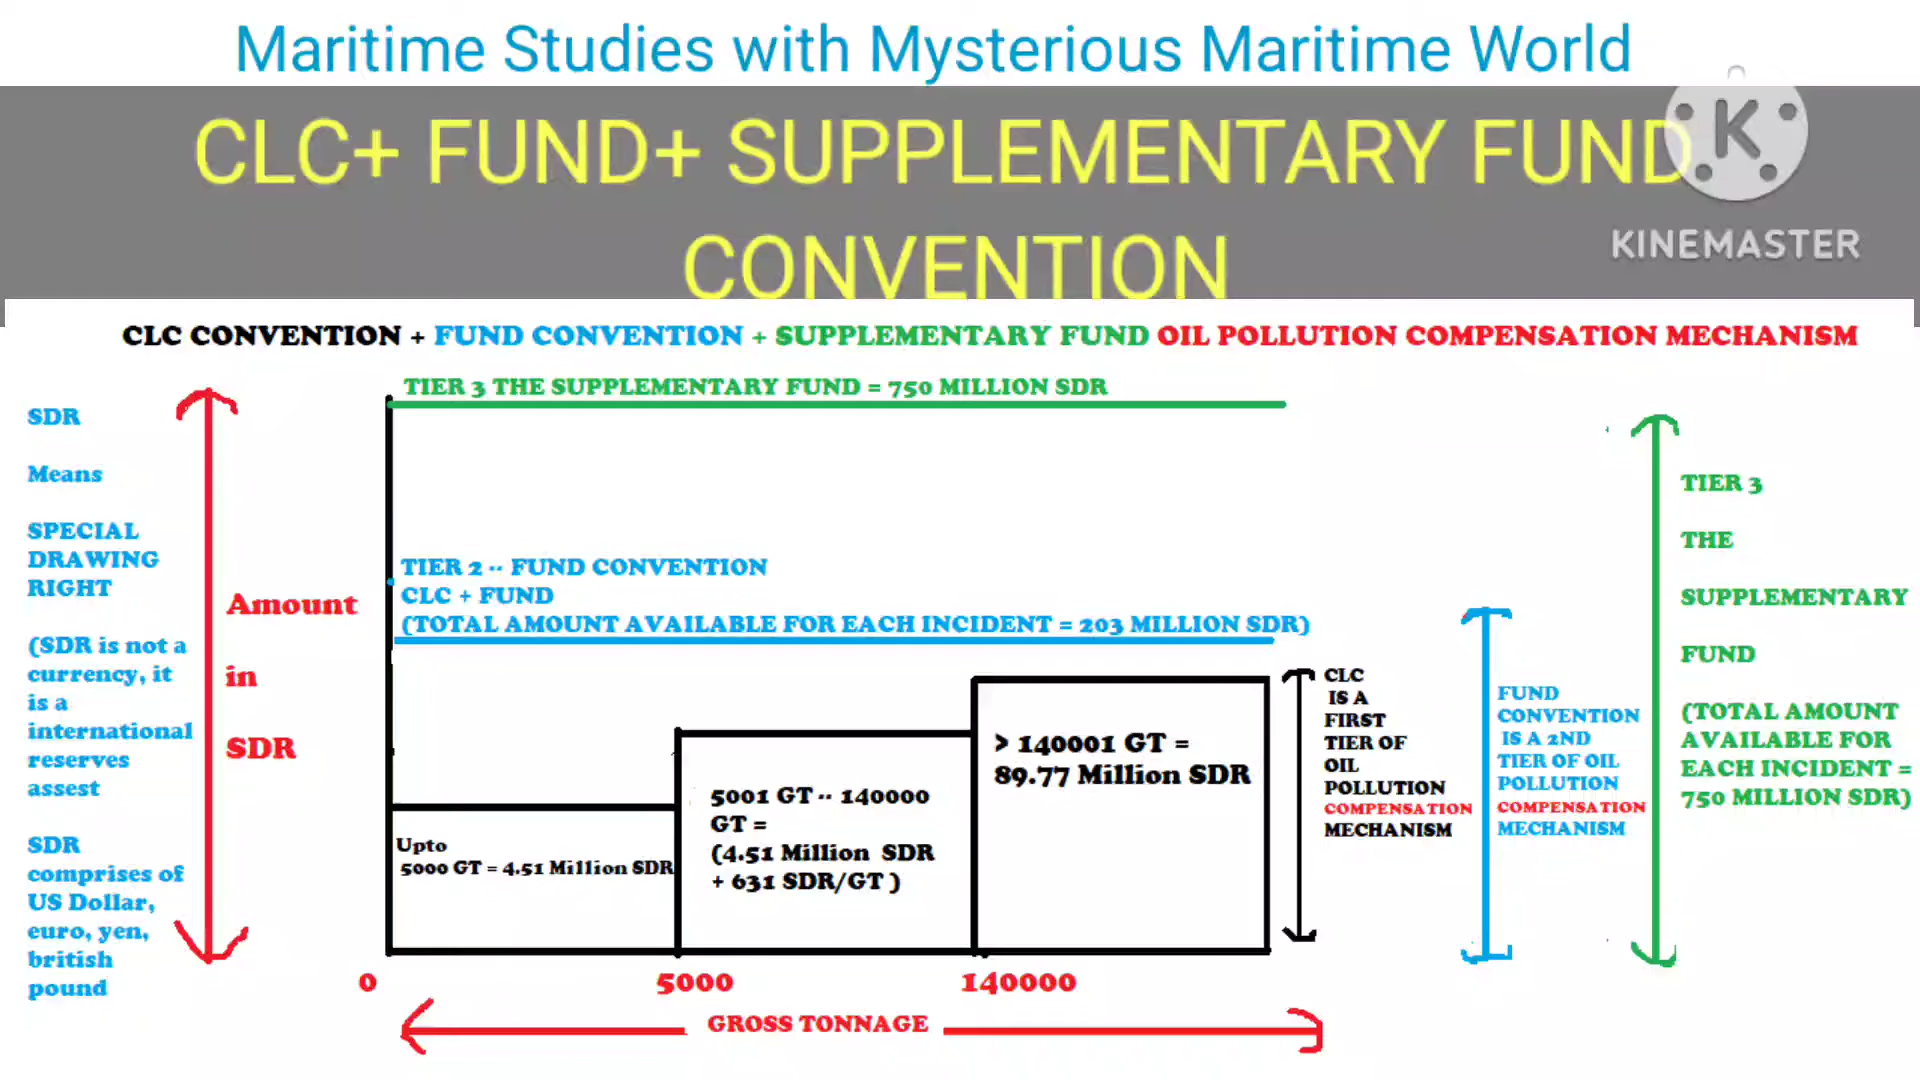 Maritime Studies with Mysterious Maritime World
CLC+ FUND+ SUPPLEMENTARY FUND
CONVENTION
K
KINEMASTER
CLC CONVENTION + FUND CONVENTION + SUPPLEMENTARY FUND OIL POLLUTION COMPENSATION MECHANISM
TIER 3 THE SUPPLEMENTARY FUND = 750 MILLION SDR
SDR
Means
SPECIAL
DRAWING
RIGHT
(SDR is not a
currency, it
is a
international
reserves
assest
SDR
comprises of
US Dollar,
euro, yen,
british
pound
Amount
in
SDR
TIER 2 -- FUND CONVENTION
CLC + FUND
(TOTAL AMOUNT AVAILABLE FOR EACH INCIDENT = 203 MILLION SDR)
Upto
5000 GT = 4.51 Million SDR
5001 GT -- 140000
GT =
(4.51 Million SDR
+ 631 SDR/GT )
> 140001 GT =
89.77 Million SDR
CLC
IS A
FIRST
TIER OF
OIL
POLLUTION
COMPENSATION
MECHANISM
FUND
CONVENTION
IS A 2ND
TIER OF OIL
POLLUTION
COMPENSATION
MECHANISM
TIER 3
THE
SUPPLEMENTARY
FUND
(TOTAL AMOUNT
AVAILABLE FOR
EACH INCIDENT =
750 MILLION SDR)
0
5000
140000
GROSS TONNAGE